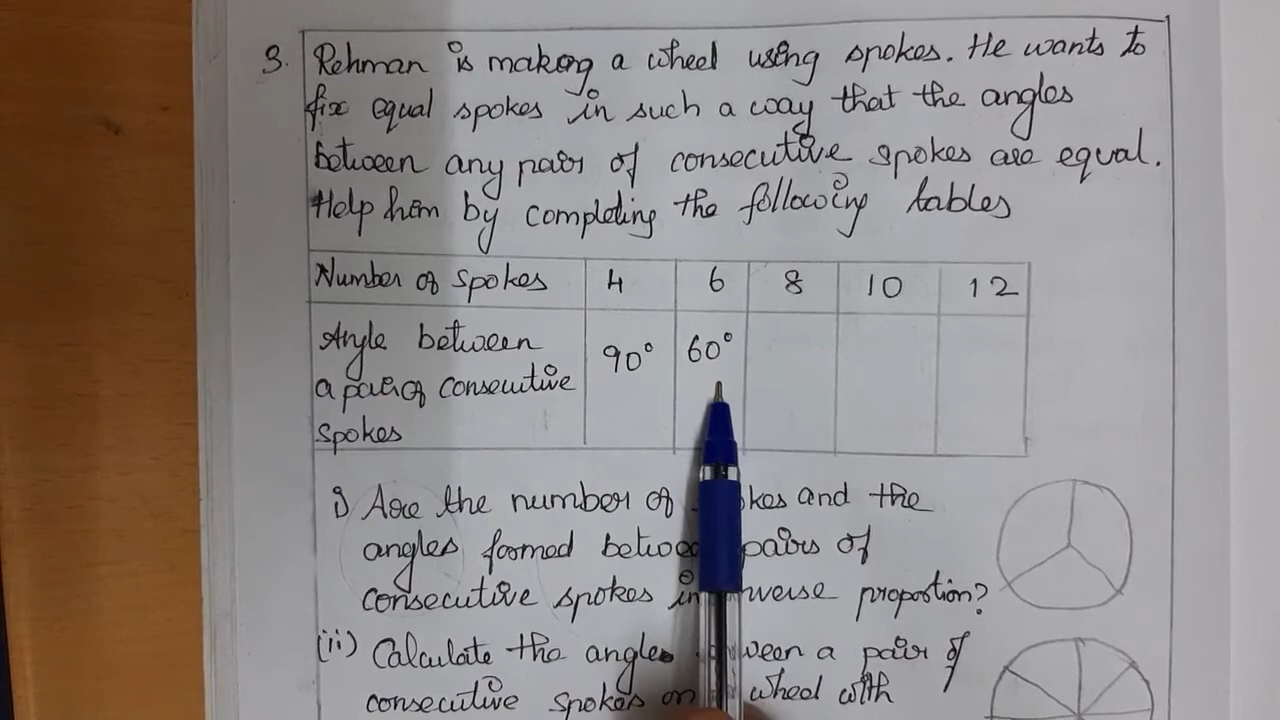 3. Rehman is making a wheel using spokes. He wants to
fix equal spokes in such a way that the angles
between any pair of consecutive spokes are equal.
Help him by completing the following tables
Number of Spokes 4 6 8 10 12
Angle between
a pair of consecutive
Spokes
90° 60°
i) Are the number of and the
angles formed pairs of
consecutive spokes in proportion?
(ii) Calculate the angle a pair of
consecutive spokes on wheel with